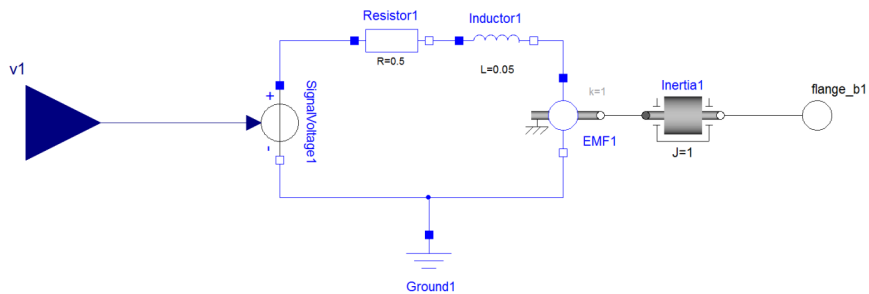 Resistor1
Inductor1
R=0.5
L=0.05
v1
+
SignalVoltage1
-
k=1
Inertia1
flange_b1
EMF1
J=1
Ground1